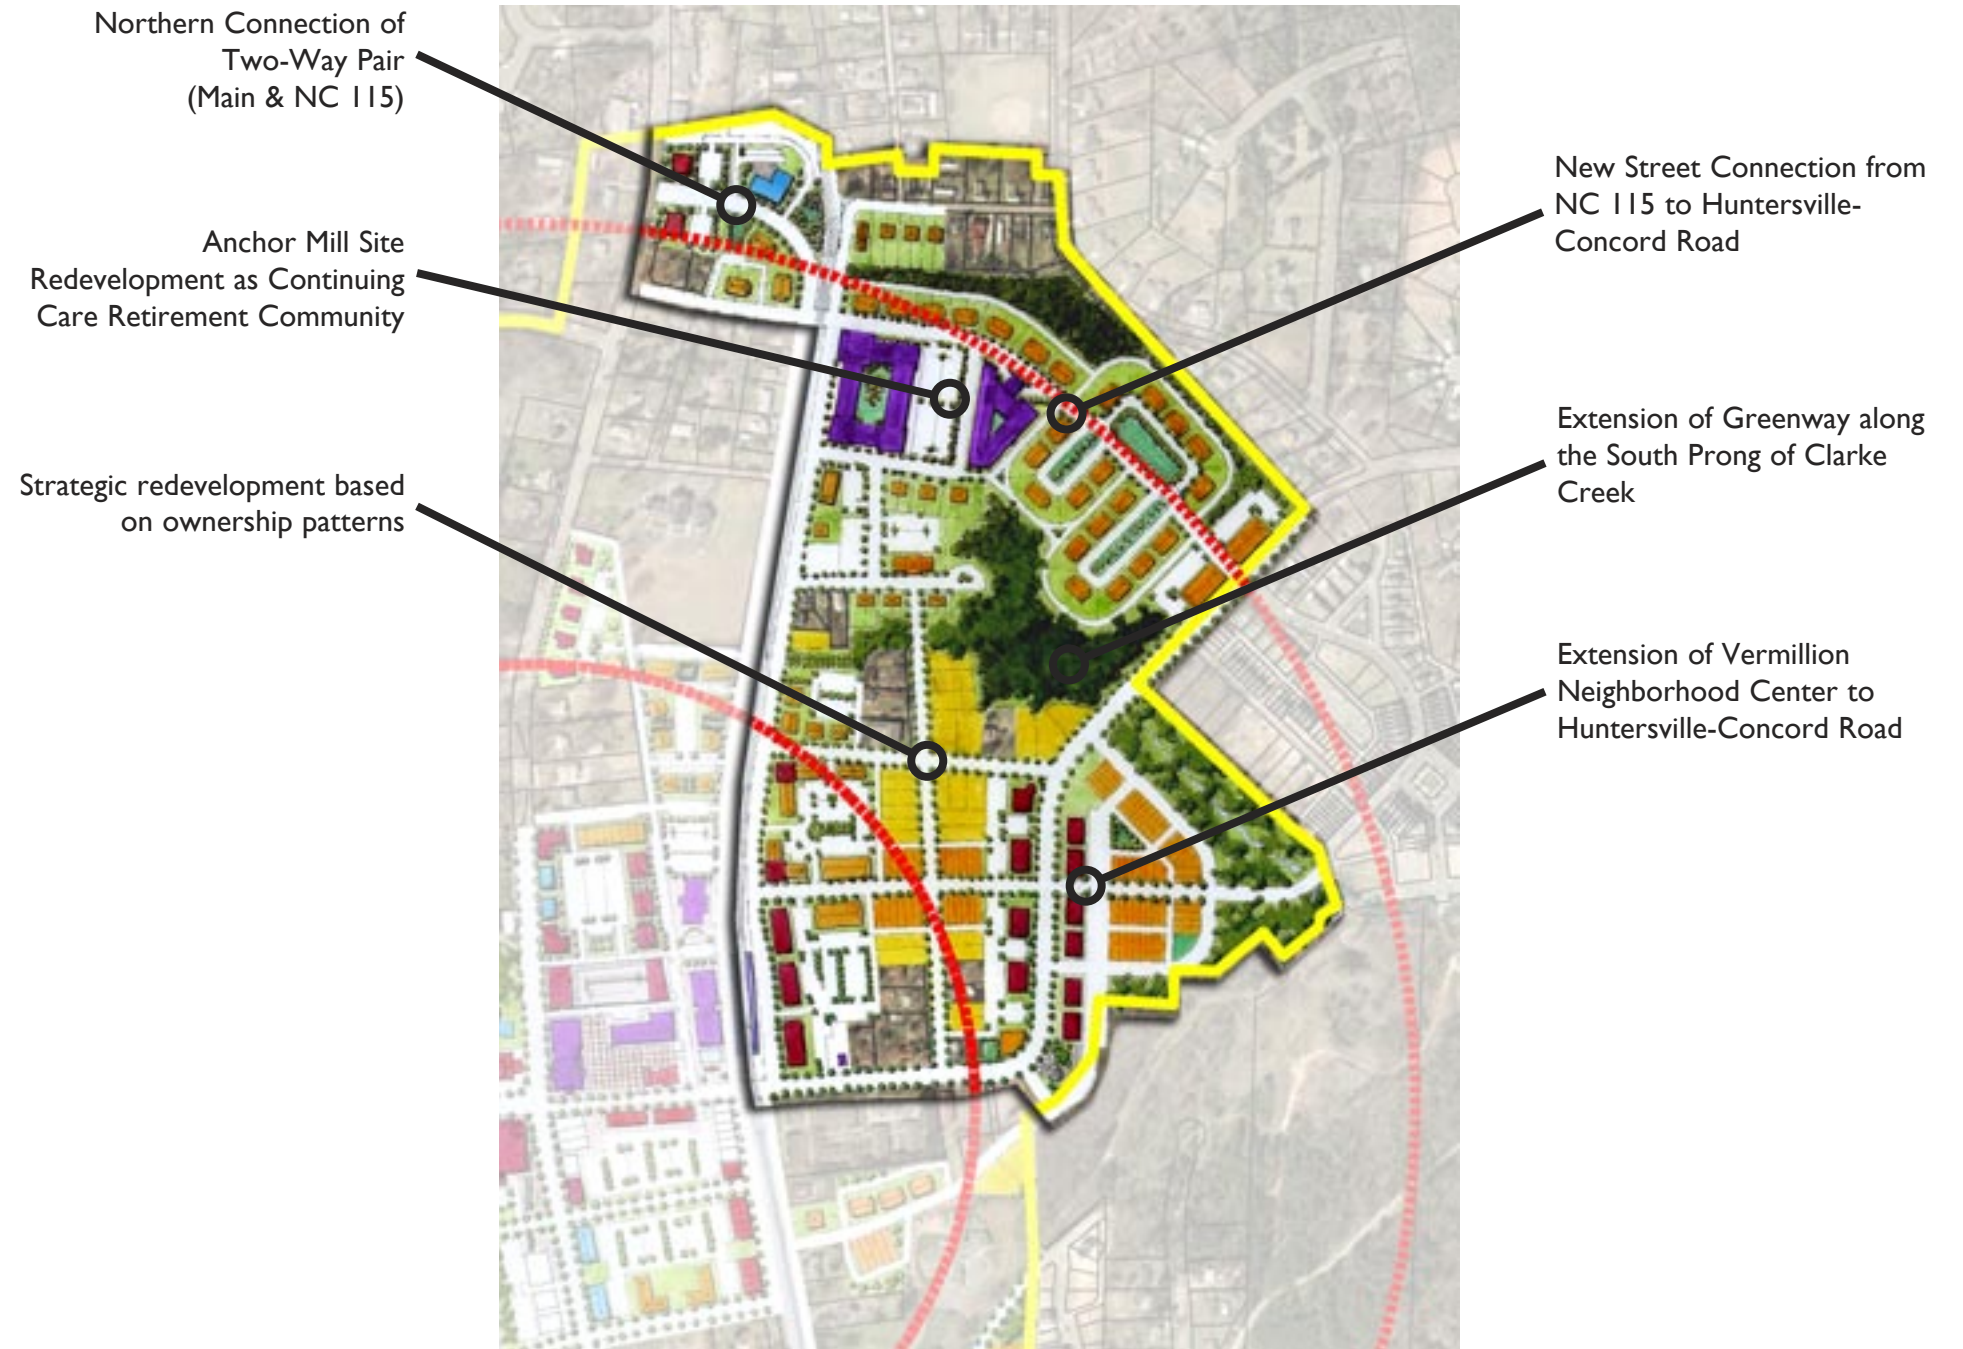 Northern Connection of
Two-Way Pair
(Main & NC 115)
Anchor Mill Site
Redevelopment as Continuing
Care Retirement Community
Strategic redevelopment based
on ownership patterns
New Street Connection from
NC 115 to Huntersville-
Concord Road
Extension of Greenway along
the South Prong of Clarke
Creek
Extension of Vermillion
Neighborhood Center to
Huntersville-Concord Road